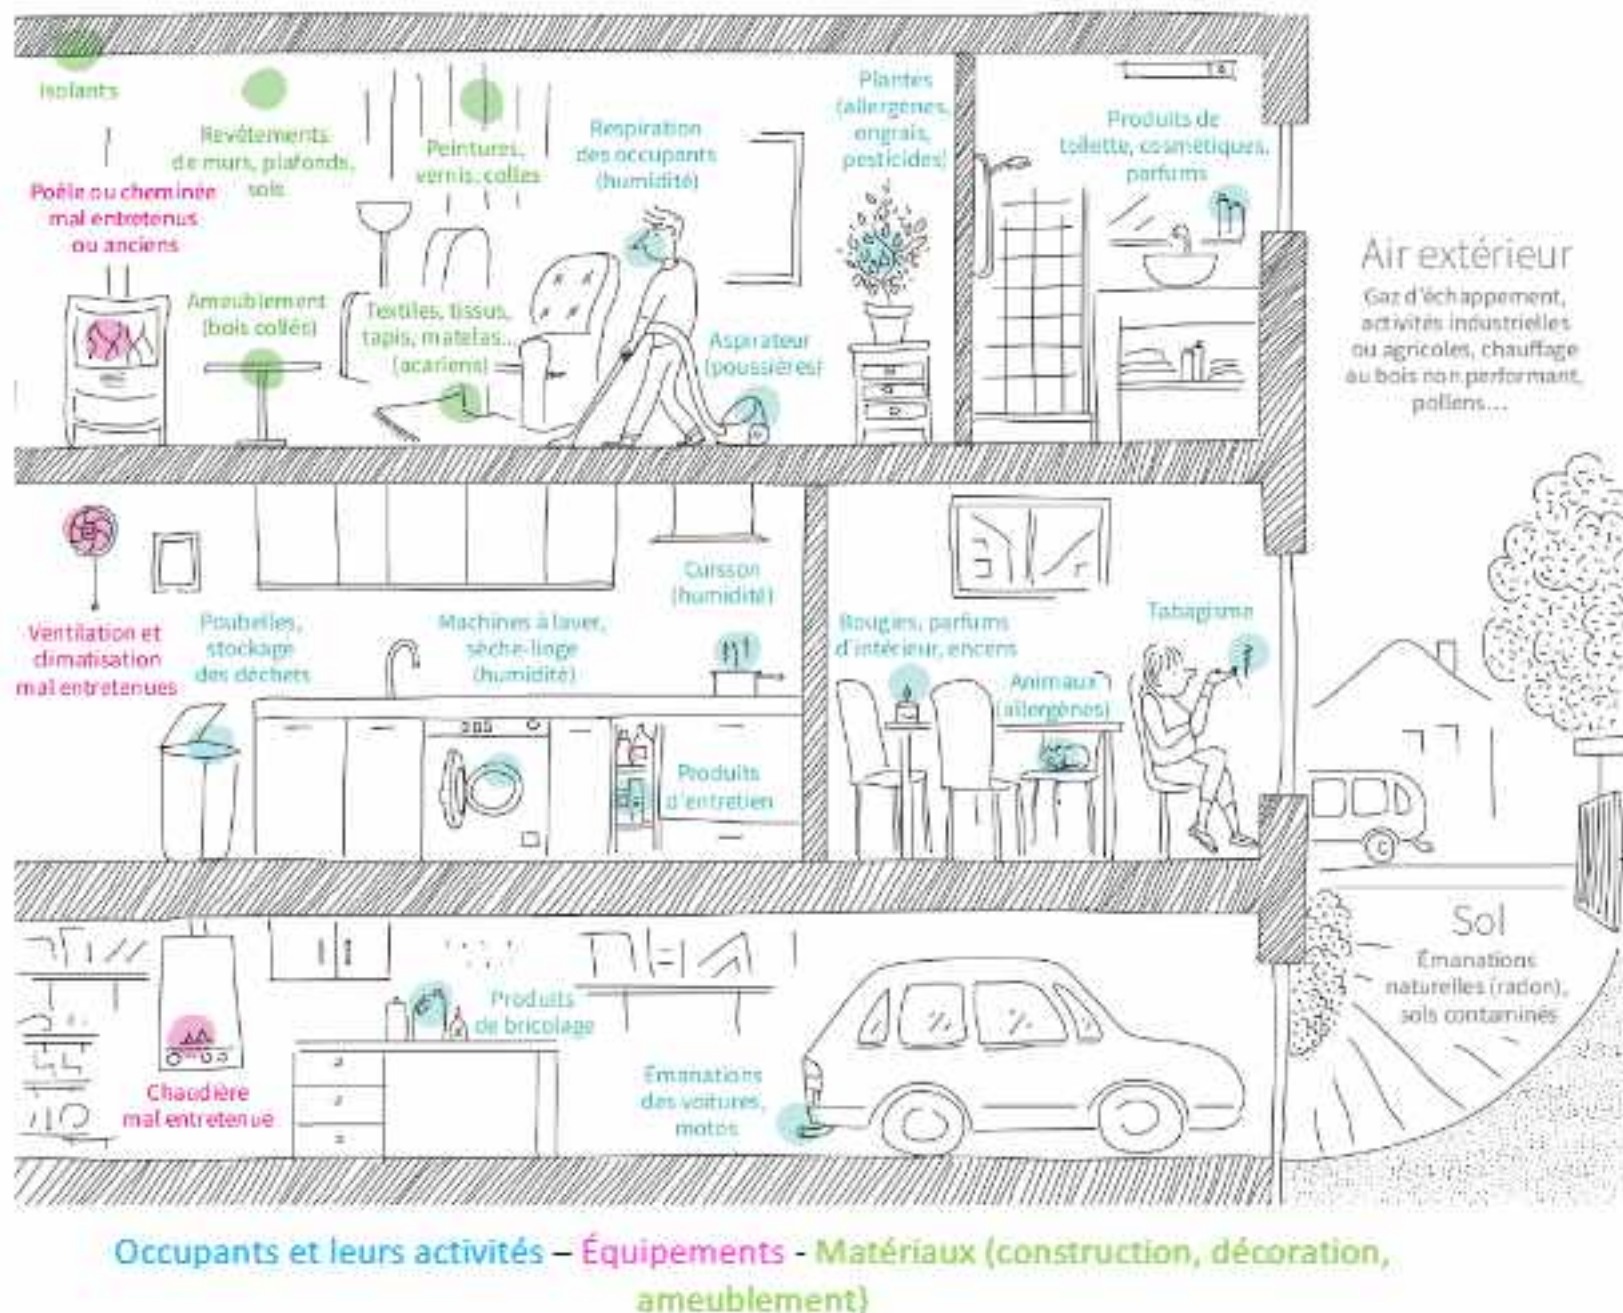 Isolants
Revêtements
de murs, plafonds,
sols
Peintures,
vernis, colles
Respiration
des occupants
(humidité)
Plantes
(allergènes,
engrais,
pesticides)
Produits de
toilette, cosmétiques,
parfums
Poêle ou cheminée
mal entretenus
ou anciens
Ameublement
(bois collés)
Textiles, tissus,
tapis, matelas...
(acariens)
Aspirateur
(poussières)
Air extérieur
Gaz d'échappement,
activités industrielles
ou agricoles, chauffage
au bois non performant,
pollens...
Ventilation et
climatisation
mal entretenues
Poubelles,
stockage
des déchets
Machines à laver,
sèche-linge
(humidité)
Cuisson
(humidité)
Produits
d'entretien
Bougies, parfums
d'intérieur, encens
Animaux
(allergènes)
Tabagisme
Chaudière
mal entretenue
Produits
de bricolage
Émanations
des voitures,
motos
Sol
Émanations
naturelles (radon),
sols contaminés
Occupants et leurs activités – Équipements - Matériaux (construction, décoration,
ameublement)